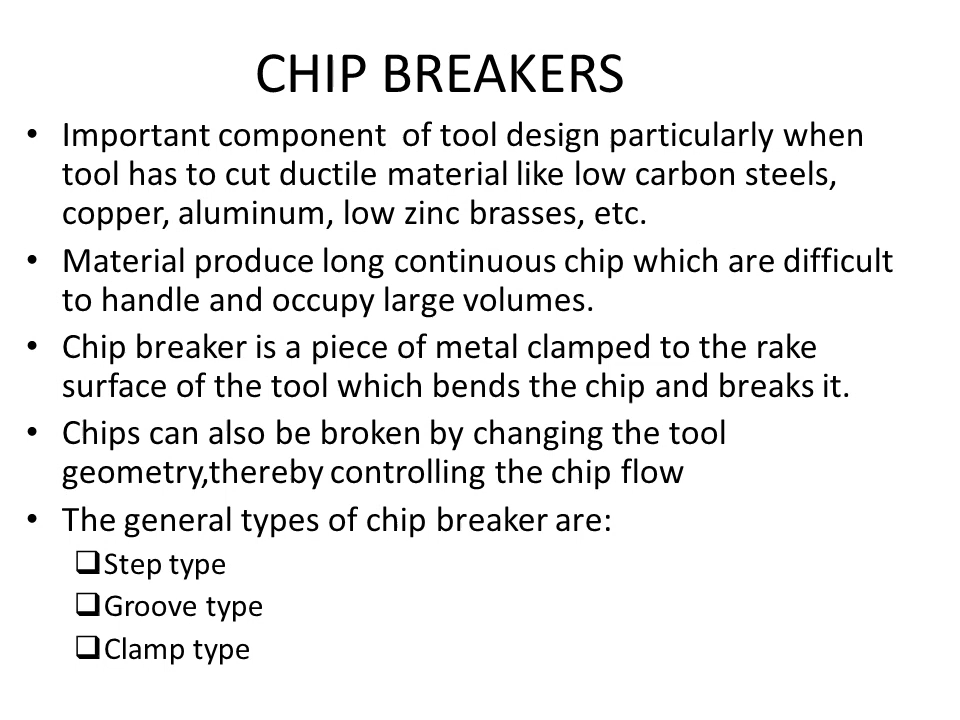 CHIP BREAKERS
• Important component of tool design particularly when
tool has to cut ductile material like low carbon steels,
copper, aluminum, low zinc brasses, etc.
• Material produce long continuous chip which are difficult
to handle and occupy large volumes.
• Chip breaker is a piece of metal clamped to the rake
surface of the tool which bends the chip and breaks it.
• Chips can also be broken by changing the tool
geometry,thereby controlling the chip flow
• The general types of chip breaker are:
❑Step type
❑Groove type
❑Clamp type